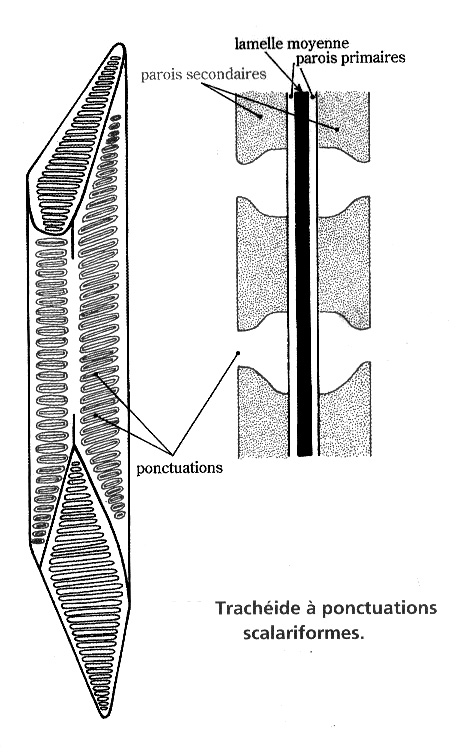 lamelle moyenne
parois primaires
parois secondaires
ponctuations
Trachéide à ponctuations
scalariformes.